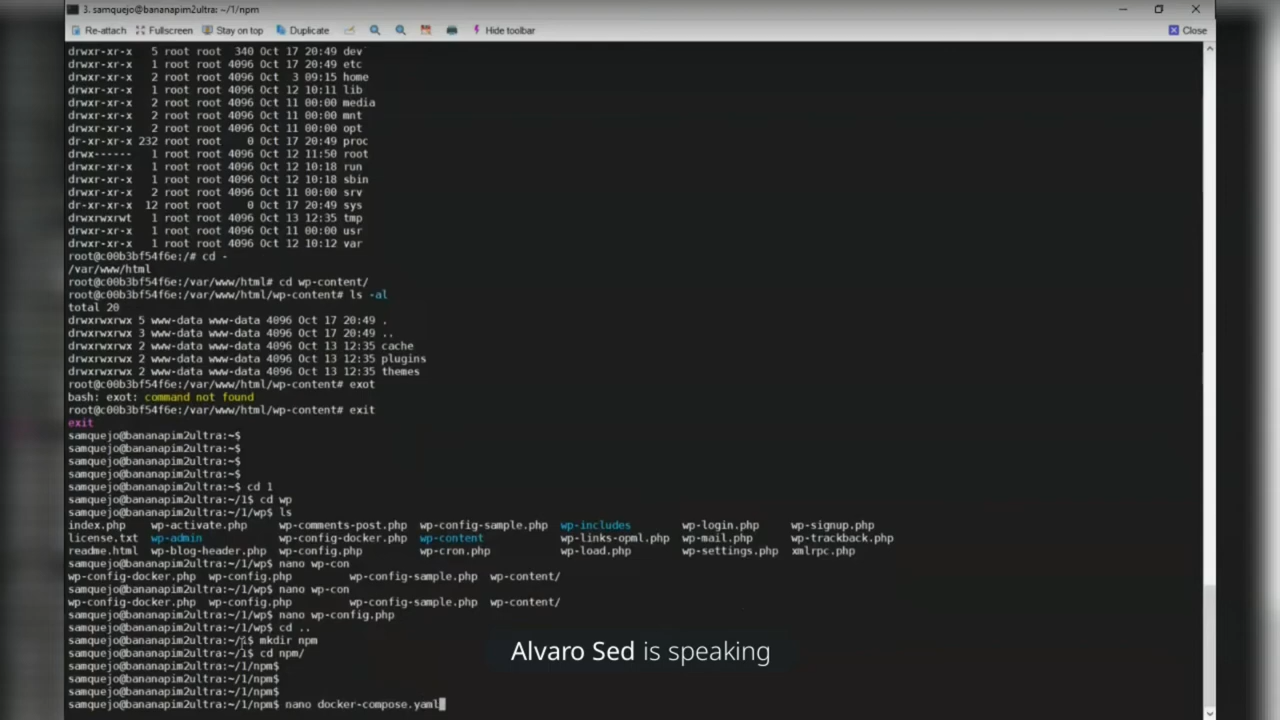 3. samquejo@bananapim2ultra: ~/1/npm
Re-attach Fullscreen Stay on top Duplicate Hide toolbar Close
drwxr-xr-x 5 root root 340 Oct 17 20:49 dev
drwxr-xr-x 1 root root 4096 Oct 17 20:49 etc
drwxr-xr-x 2 root root 4096 Oct 3 09:15 home
drwxr-xr-x 1 root root 4096 Oct 12 10:11 lib
drwxr-xr-x 2 root root 4096 Oct 11 00:00 media
drwxr-xr-x 2 root root 4096 Oct 11 00:00 mnt
drwxr-xr-x 2 root root 4096 Oct 11 00:00 opt
dr-xr-xr-x 232 root root 0 Oct 17 20:49 proc
drwx------ 1 root root 4096 Oct 12 11:50 root
drwxr-xr-x 1 root root 4096 Oct 12 10:18 run
drwxr-xr-x 1 root root 4096 Oct 12 10:18 sbin
drwxr-xr-x 2 root root 4096 Oct 11 00:00 srv
dr-xr-xr-x 12 root root 0 Oct 17 20:49 sys
drwxrwxrwt 1 root root 4096 Oct 13 12:35 tmp
drwxr-xr-x 1 root root 4096 Oct 11 00:00 usr
drwxr-xr-x 1 root root 4096 Oct 12 10:12 var
root@c00b3bf54f6e:/# cd -
/var/www/html
root@c00b3bf54f6e:/var/www/html# cd wp-content/
root@c00b3bf54f6e:/var/www/html/wp-content# ls -al
total 20
drwxrwxrwx 5 www-data www-data 4096 Oct 17 20:49 .
drwxrwxrwx 3 www-data www-data 4096 Oct 17 20:49 ..
drwxrwxrwx 2 www-data www-data 4096 Oct 13 12:35 cache
drwxrwxrwx 2 www-data www-data 4096 Oct 13 12:35 plugins
drwxrwxrwx 2 www-data www-data 4096 Oct 13 12:35 themes
root@c00b3bf54f6e:/var/www/html/wp-content# exot
bash: exot: command not found
root@c00b3bf54f6e:/var/www/html/wp-content# exit
exit
samquejo@bananapim2ultra:~$
samquejo@bananapim2ultra:~$
samquejo@bananapim2ultra:~$
samquejo@bananapim2ultra:~$
samquejo@bananapim2ultra:~$ cd 1
samquejo@bananapim2ultra:~/1$ cd wp
samquejo@bananapim2ultra:~/1/wp$ ls
index.php wp-activate.php wp-comments-post.php wp-config-sample.php wp-includes wp-login.php wp-signup.php
license.txt wp-admin wp-config-docker.php wp-content wp-links-opml.php wp-mail.php wp-trackback.php
readme.html wp-blog-header.php wp-config.php wp-cron.php wp-load.php wp-settings.php xmlrpc.php
samquejo@bananapim2ultra:~/1/wp$ nano wp-con
wp-config-docker.php wp-config.php wp-config-sample.php wp-content/
samquejo@bananapim2ultra:~/1/wp$ nano wp-con
wp-config-docker.php wp-config.php wp-config-sample.php wp-content/
samquejo@bananapim2ultra:~/1/wp$ nano wp-config.php
samquejo@bananapim2ultra:~/1/wp$ cd ..
samquejo@bananapim2ultra:~/1$ mkdir npm
samquejo@bananapim2ultra:~/1$ cd npm/
samquejo@bananapim2ultra:~/1/npm$
samquejo@bananapim2ultra:~/1/npm$
samquejo@bananapim2ultra:~/1/npm$ nano docker-compose.yaml
Alvaro Sed is speaking